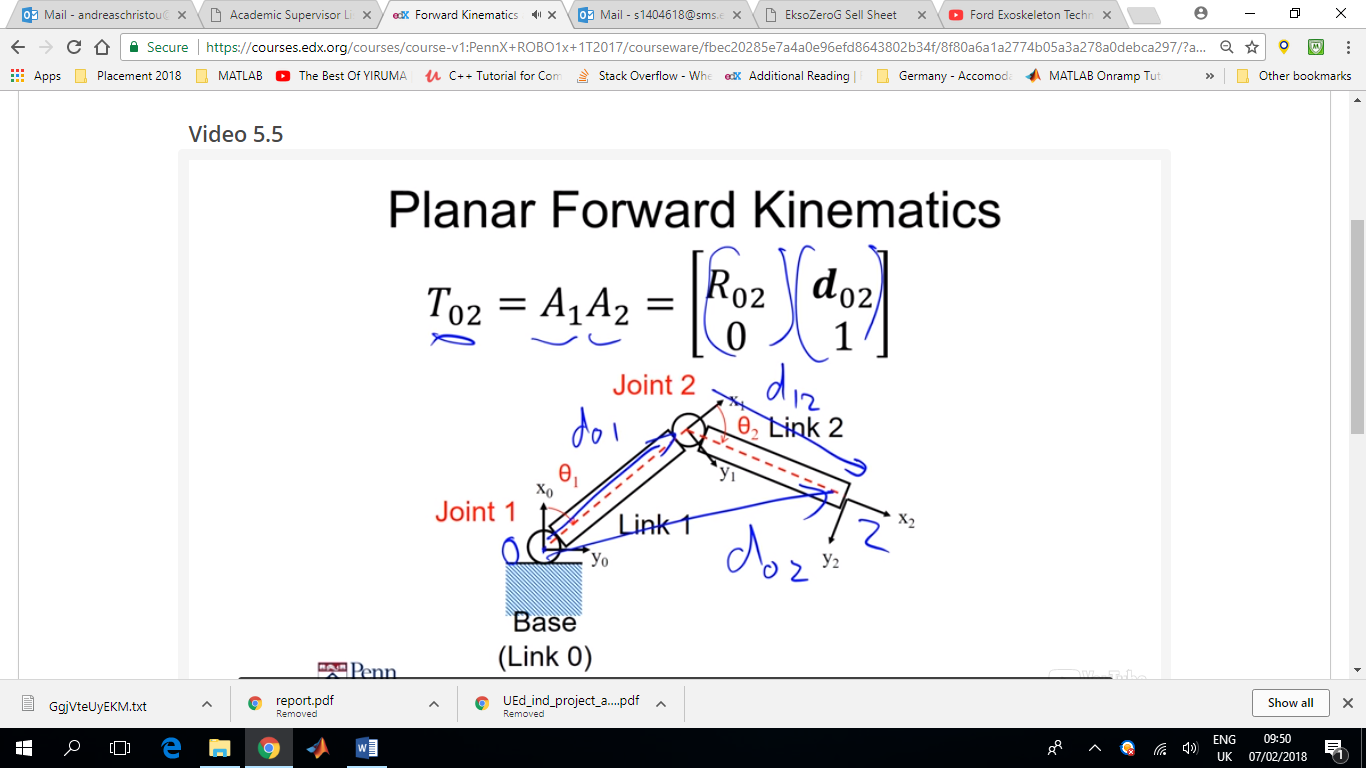 Mail - andreaschristou@
Academic Supervisor Li
edX Forward Kinematics
Mail - s1404618@sms.e
EksoZeroG Sell Sheet
Ford Exoskeleton Techn
Secure https://courses.edx.org/courses/course-v1:PennX+ROBO1x+1T2017/courseware/fbec20285e7a4a0e96efd8643802b34f/8f80a6a1a2774b05a3a278a0debca297/?a...
Apps Placement 2018 MATLAB The Best Of YIRUMA C++ Tutorial for Com Stack Overflow - Whe edX Additional Reading | Germany - Accomoda MATLAB Onramp Tut » Other bookmarks
Video 5.5
Planar Forward Kinematics
T02 = A1A2 = [R02 d02
0 1]
Joint 2 d12
d01 x1 θ2 Link 2
θ1 y1
x0
Joint 1 Link 1 x2
0 y0 d02 y2 2
Base
(Link 0)
Penn
YouTube
GgjVteUyEKM.txt
report.pdf
Removed
UEd_ind_project_a....pdf
Removed
Show all
ENG
UK
09:50
07/02/2018
1